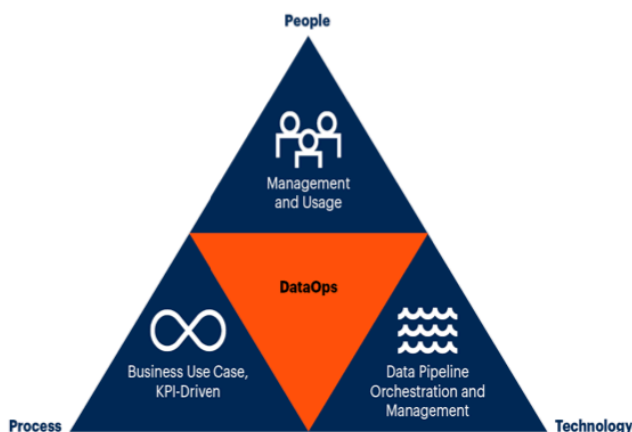 People
Management
and Usage
DataOps
Business Use Case,
KPI-Driven
Data Pipeline
Orchestration and
Management
Process
Technology